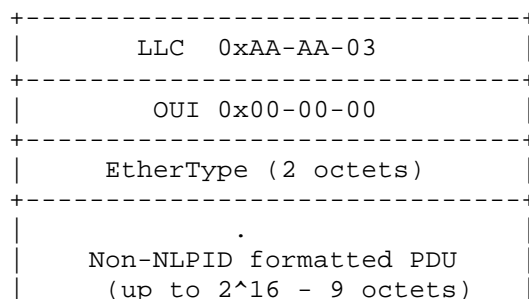 +-------------------------------+
| LLC 0xAA-AA-03 |
+-------------------------------+
| OUI 0x00-00-00 |
+-------------------------------+
| EtherType (2 octets) |
+-------------------------------+
| . |
| Non-NLPID formatted PDU |
| (up to 2^16 - 9 octets) |